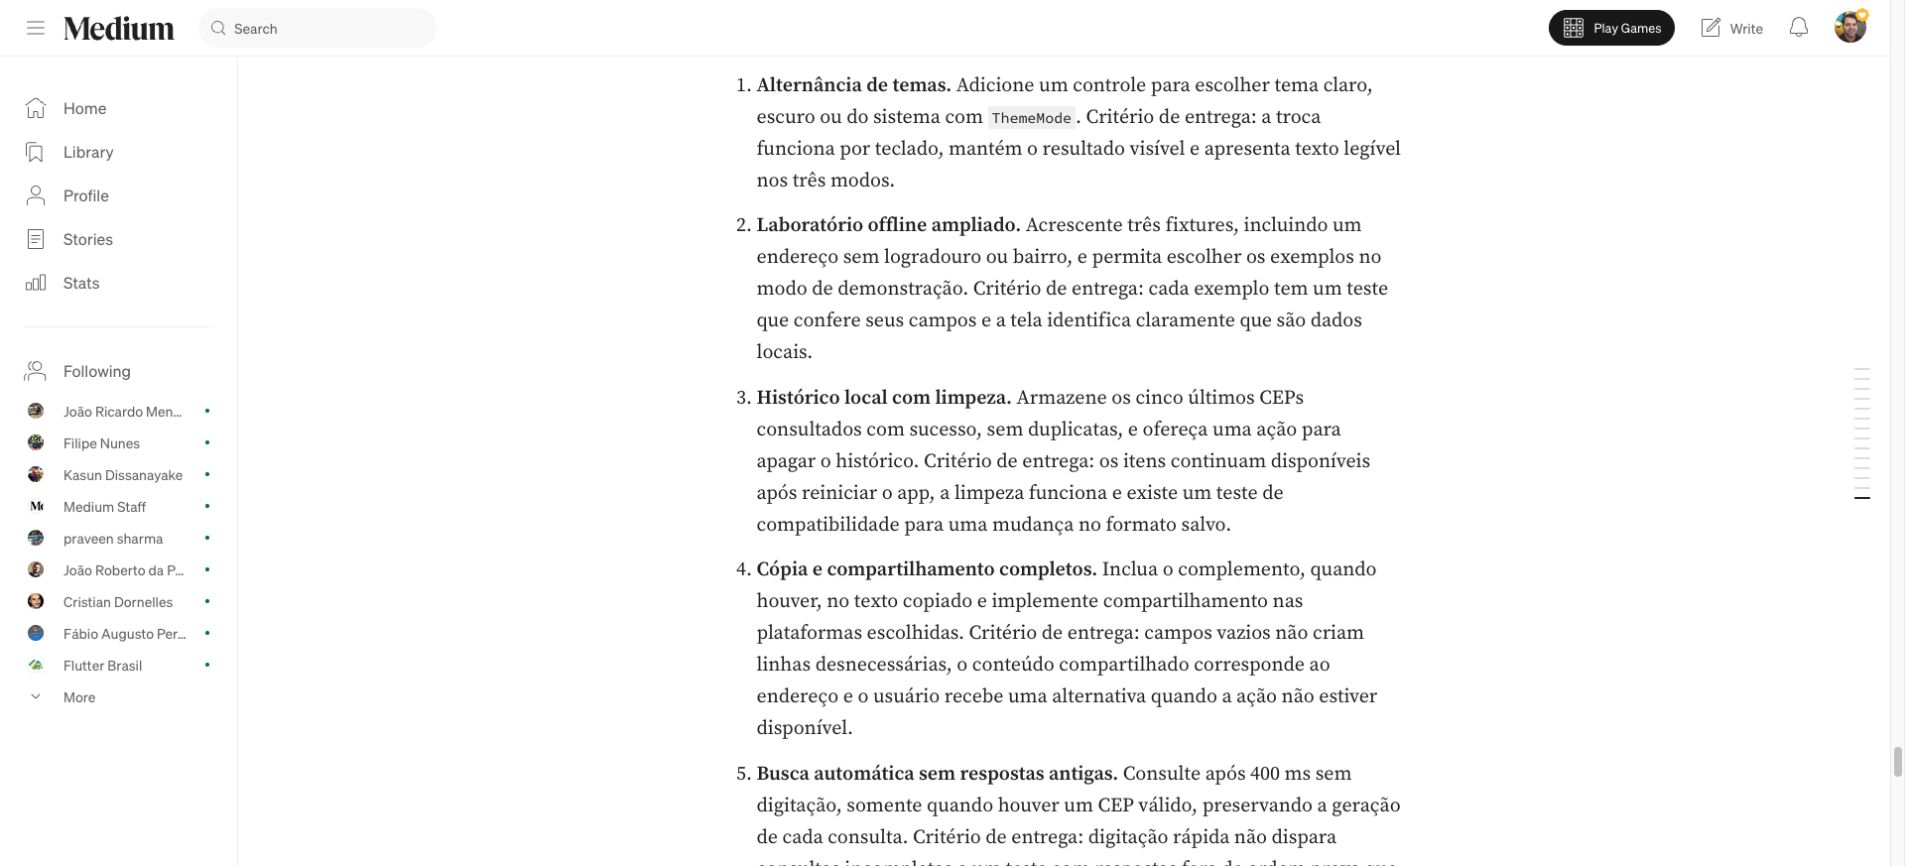 Medium
Search
Play Games
Write
Home
Library
Profile
Stories
Stats
Following
João Ricardo Men...
Filipe Nunes
Kasun Dissanayake
Medium Staff
praveen sharma
João Roberto da P...
Cristian Dornelles
Fábio Augusto Per...
Flutter Brasil
More
1. Alternância de temas. Adicione um controle para escolher tema claro,
escuro ou do sistema com ThemeMode. Critério de entrega: a troca
funciona por teclado, mantém o resultado visível e apresenta texto legível
nos três modos.
2. Laboratório offline ampliado. Acrescente três fixtures, incluindo um
endereço sem logradouro ou bairro, e permita escolher os exemplos no
modo de demonstração. Critério de entrega: cada exemplo tem um teste
que confere seus campos e a tela identifica claramente que são dados
locais.
3. Histórico local com limpeza. Armazene os cinco últimos CEPs
consultados com sucesso, sem duplicatas, e ofereça uma ação para
apagar o histórico. Critério de entrega: os itens continuam disponíveis
após reiniciar o app, a limpeza funciona e existe um teste de
compatibilidade para uma mudança no formato salvo.
4. Cópia e compartilhamento completos. Inclua o complemento, quando
houver, no texto copiado e implemente compartilhamento nas
plataformas escolhidas. Critério de entrega: campos vazios não criam
linhas desnecessárias, o conteúdo compartilhado corresponde ao
endereço e o usuário recebe uma alternativa quando a ação não estiver
disponível.
5. Busca automática sem respostas antigas. Consulte após 400 ms sem
digitação, somente quando houver um CEP válido, preservando a geração
de cada consulta. Critério de entrega: digitação rápida não dispara